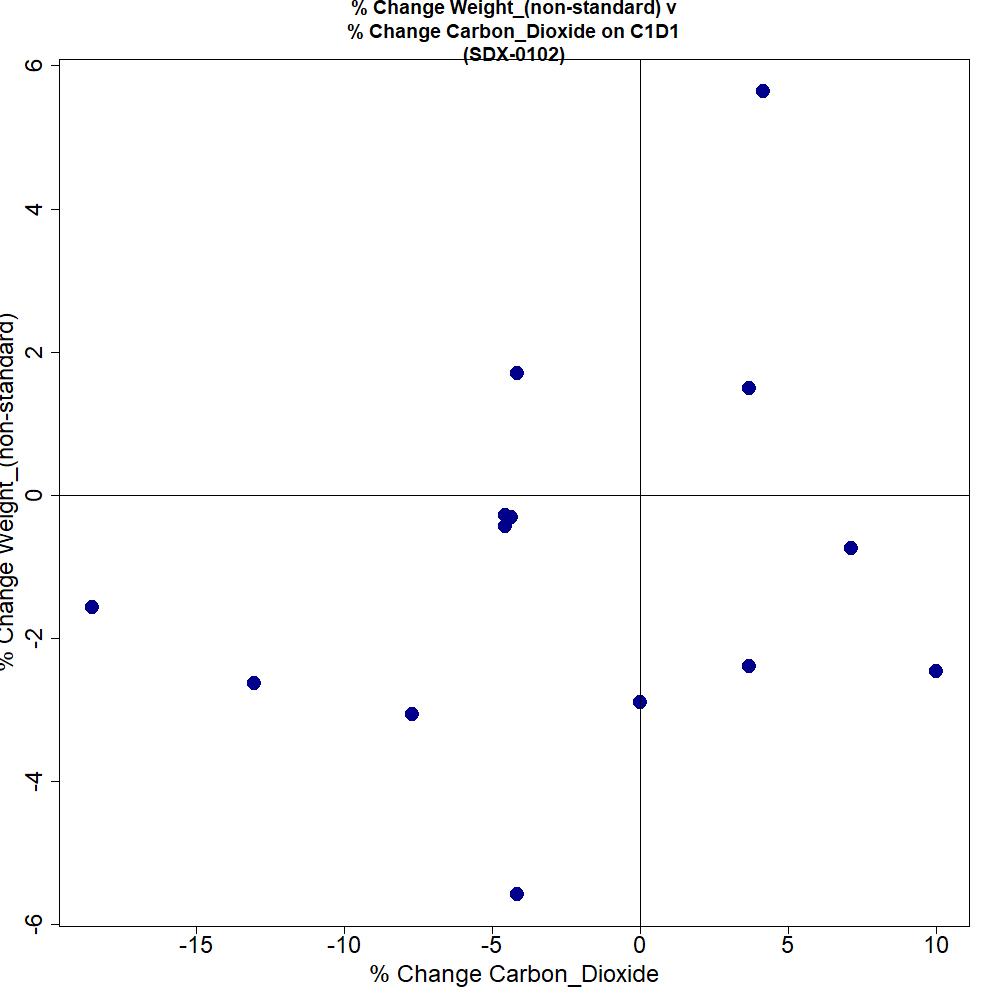 % Change Weight_(non-standard) v
% Change Carbon_Dioxide on C1D1
(SDX-0102)
6
4
2
0
-2
-4
-6
% Change Weight_(non-standard)
-15
-10
-5
0
5
10
% Change Carbon_Dioxide